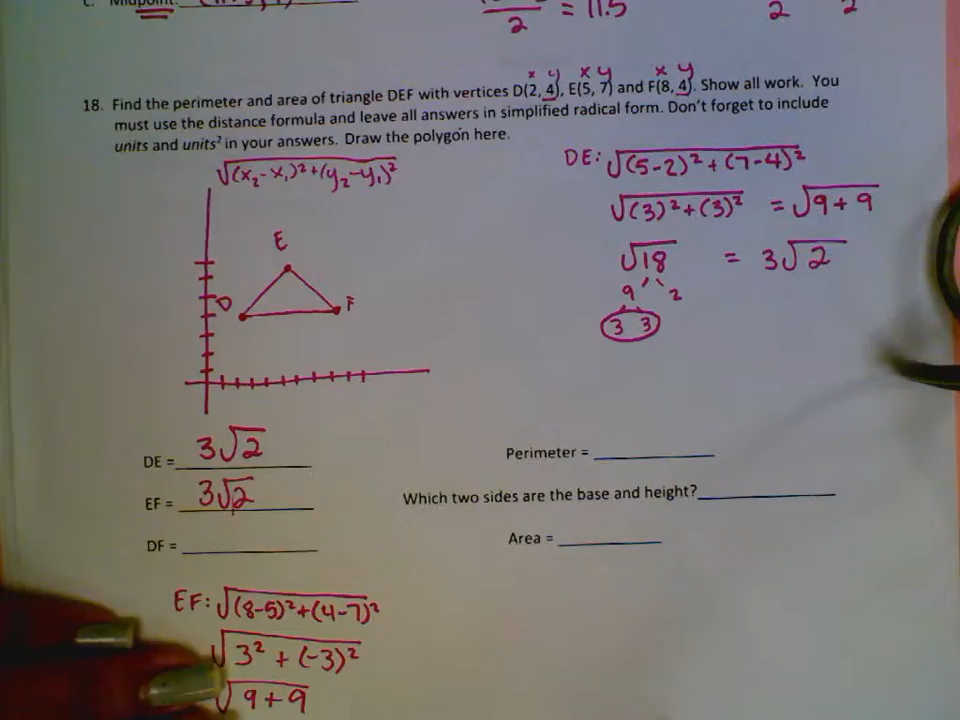 Midpoint:
2 = 11.5
2 2
x y x y x y
18. Find the perimeter and area of triangle DEF with vertices D(2, 4), E(5, 7) and F(8, 4). Show all work. You
must use the distance formula and leave all answers in simplified radical form. Don't forget to include
units and units² in your answers. Draw the polygon here.
√(x₂-x₁)²+(y₂-y₁)²
DE: √(5-2)²+(7-4)²
√(3)²+(3)² = √9+9
√18 = 3√2
9 2
3 3
E
D F
DE = 3√2
EF = 3√2
DF =
Perimeter =
Which two sides are the base and height?
Area =
EF: √(8-5)²+(4-7)²
√3² + (-3)²
√9+9